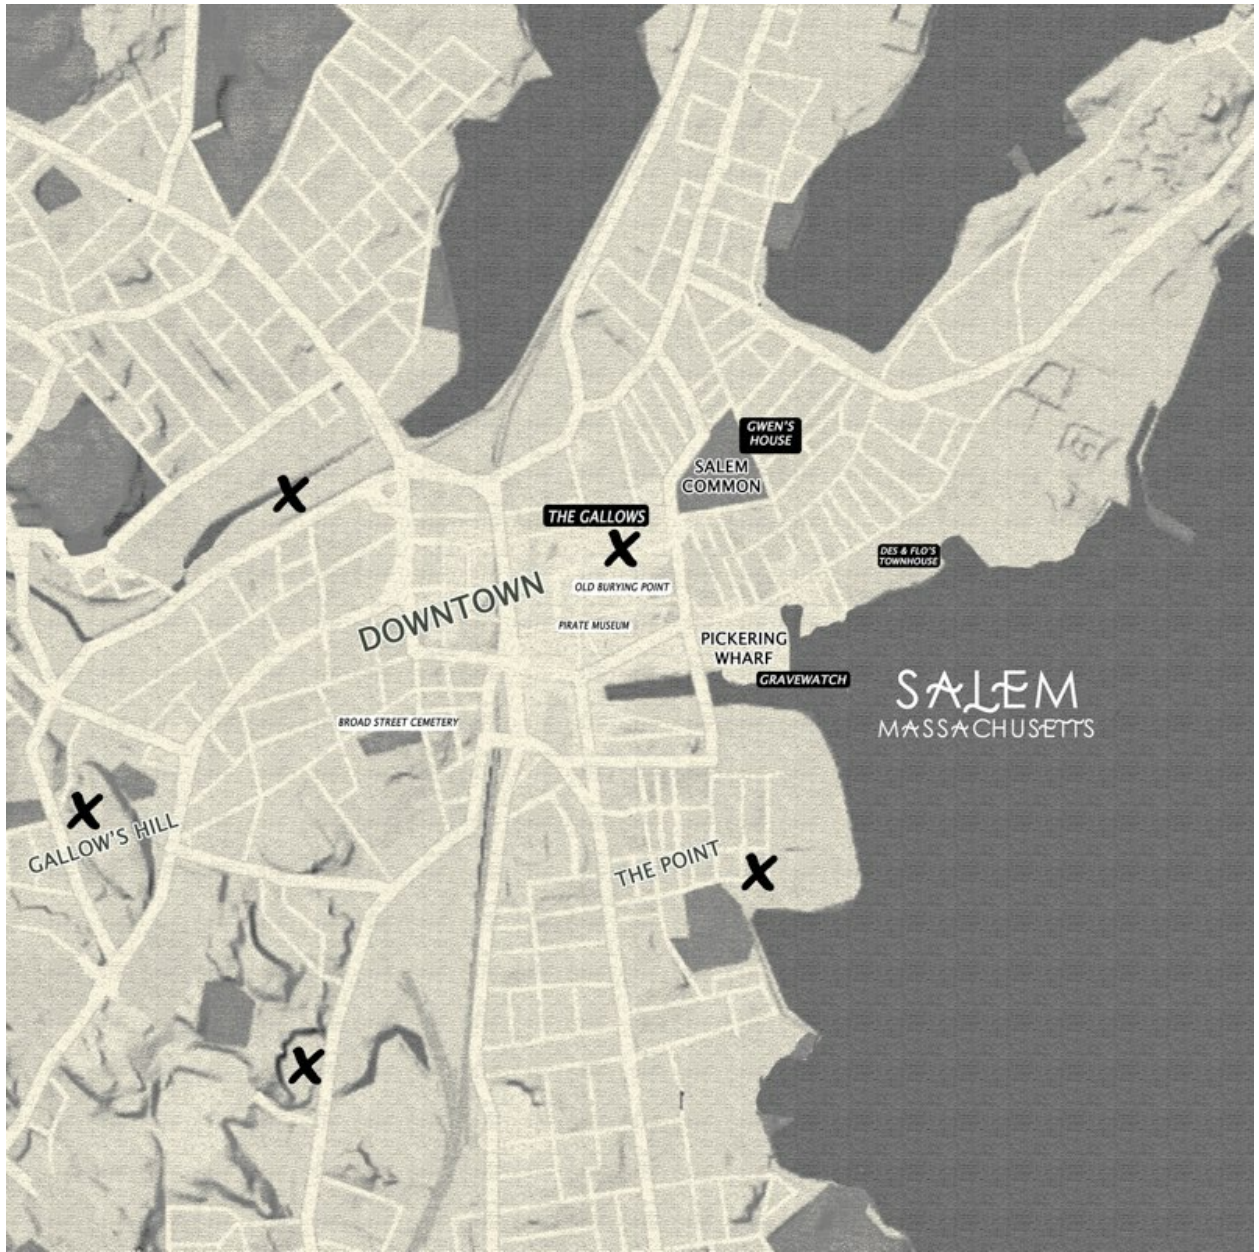 GWEN'S
HOUSE
SALEM
COMMON
THE GALLOWS
DES & FLO'S
TOWNHOUSE
OLD BURYING POINT
DOWNTOWN
PIRATE MUSEUM
PICKERING
WHARF
GRAVEWATCH
SALEM
MASSACHUSETTS
BROAD STREET CEMETERY
GALLOW'S HILL
THE POINT